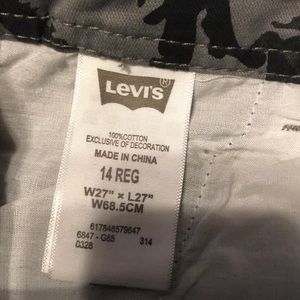 LEVI'S ®
100%COTTON
EXCLUSIVE OF DECORATION
MADE IN CHINA
14 REG
W27" × L27"
W68.5CM
617848579647
6847 - G85 314
0328